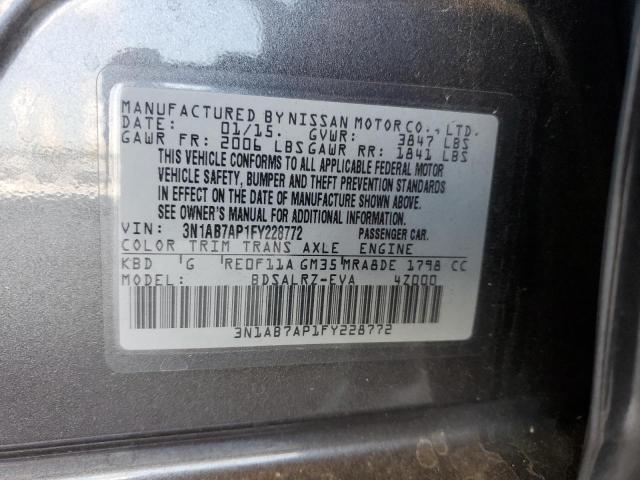 MANUFACTURED BY NISSAN MOTOR CO., LTD.
DATE: 01/15. GVWR: 3847 LBS
GAWR FR: 2006 LBS GAWR RR: 1841 LBS
THIS VEHICLE CONFORMS TO ALL APPLICABLE FEDERAL MOTOR
VEHICLE SAFETY, BUMPER AND THEFT PREVENTION STANDARDS
IN EFFECT ON THE DATE OF MANUFACTURE SHOWN ABOVE.
SEE OWNER'S MANUAL FOR ADDITIONAL INFORMATION.
VIN: 3N1AB7AP1FY228772 PASSENGER CAR.
COLOR TRIM TRANS AXLE ENGINE
KBD G RE0F11A GM35 MRA8DE 1798 CC
MODEL: BDSALRZ-EVA 4Z000
3N1AB7AP1FY228772